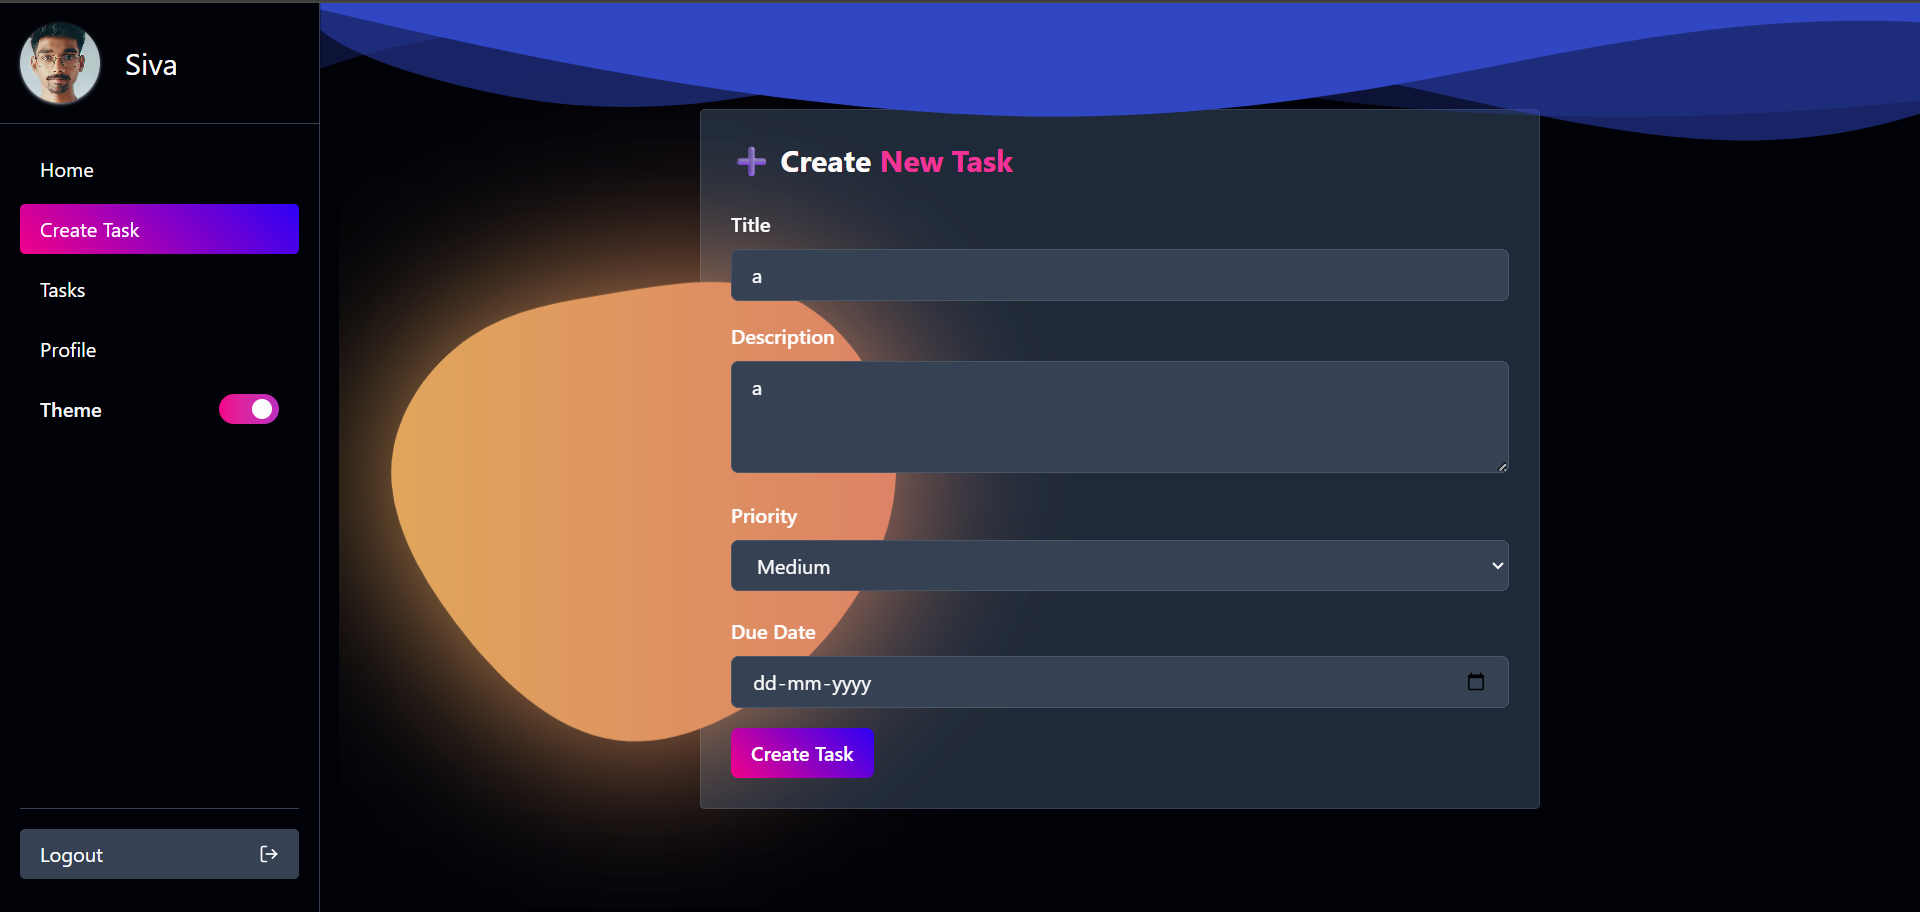 Siva
Home
Create Task
Tasks
Profile
Theme
Logout
Create New Task
Title
a
Description
a
Priority
Medium
Due Date
dd-mm-yyyy
Create Task